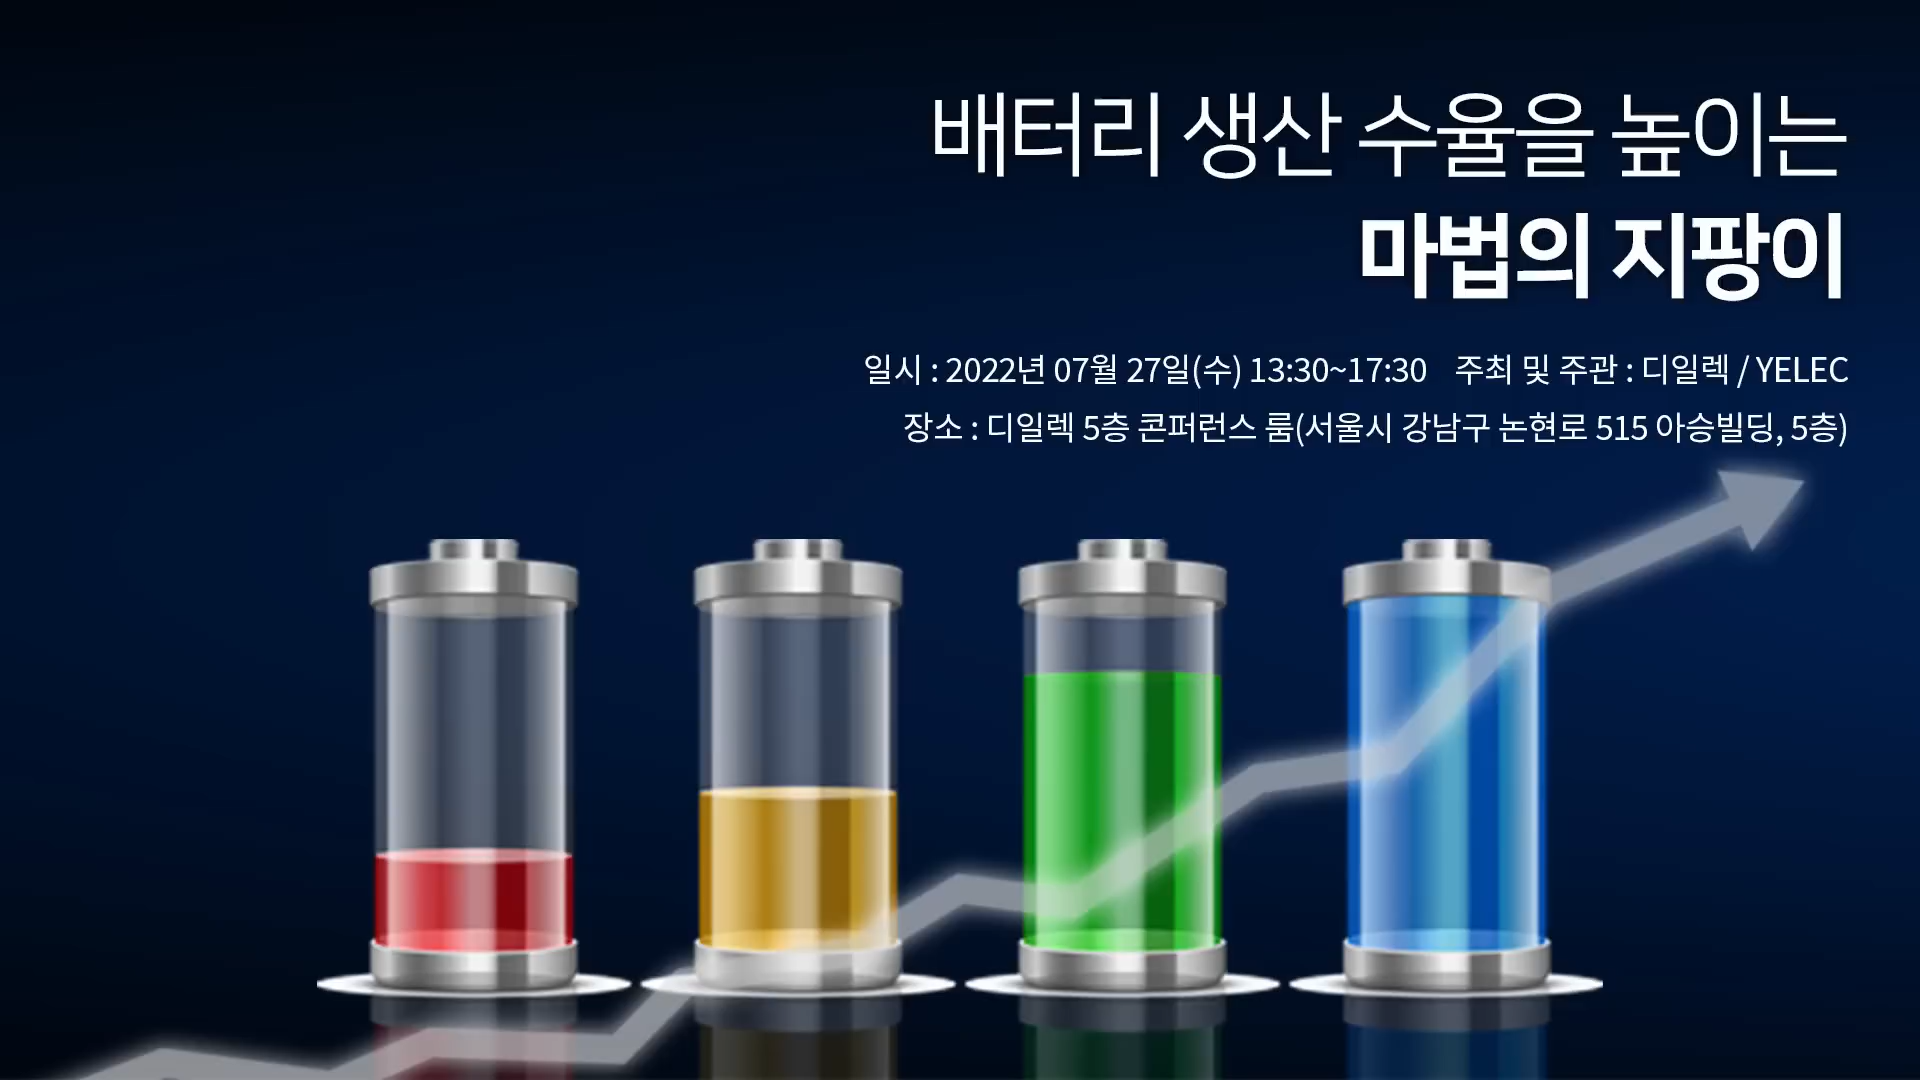 배터리 생산 수율을 높이는
마법의 지팡이
일시 : 2022년 07월 27일(수) 13:30~17:30 주최 및 주관 : 디일렉 / YELEC
장소 : 디일렉 5층 콘퍼런스 룸(서울시 강남구 논현로 515 아승빌딩, 5층)